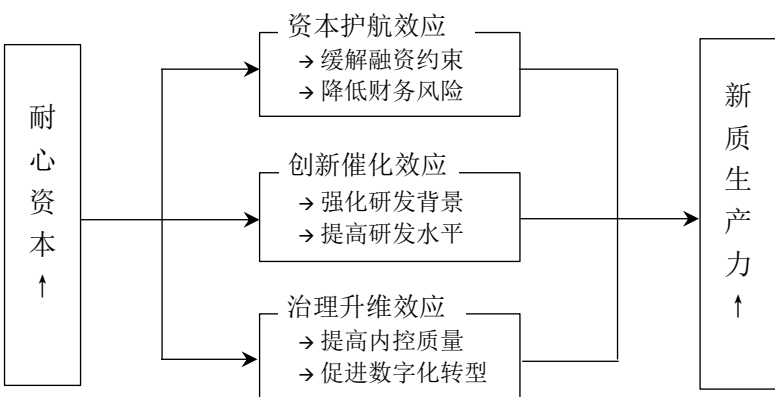 耐心资本↑
资本护航效应
→缓解融资约束
→降低财务风险
创新催化效应
→强化研发背景
→提高研发水平
治理升维效应
→提高内控质量
→促进数字化转型
新质生产力↑